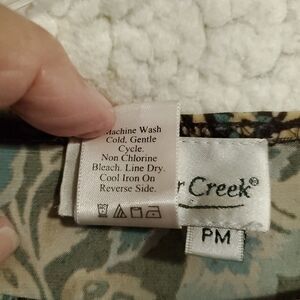 Machine Wash
Cold, Gentle
Cycle.
Non Chlorine
Bleach. Line Dry.
Cool Iron On
Reverse Side.
r Creek®
PM